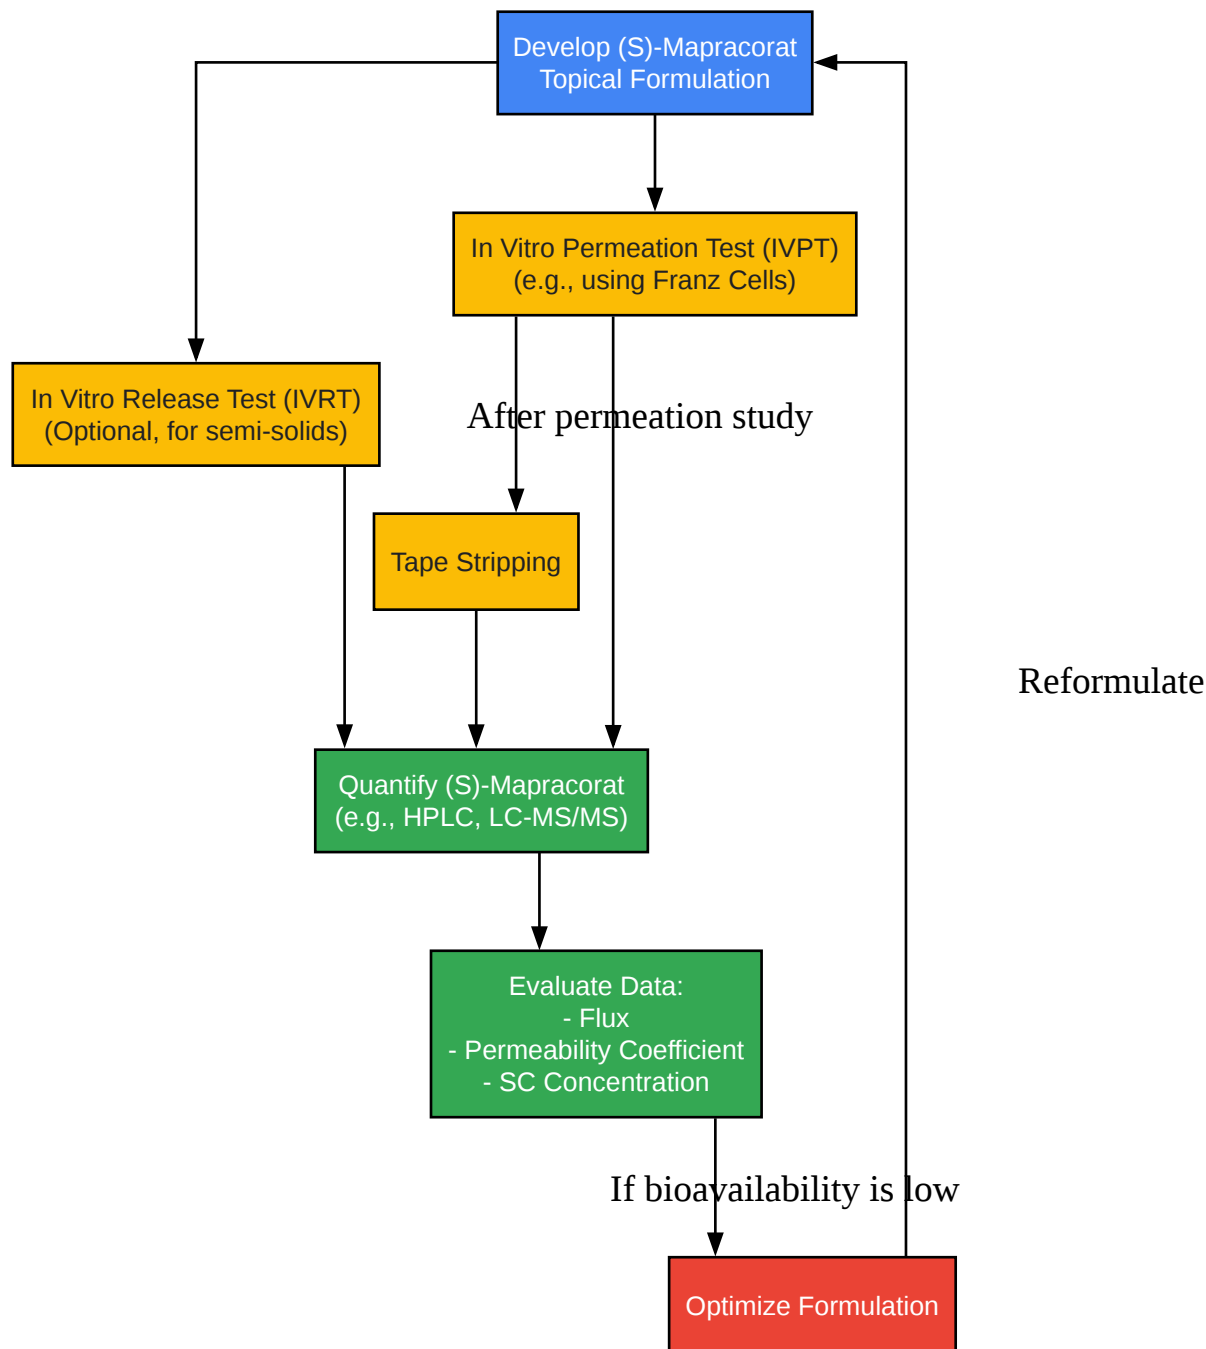 Develop (S)-Mapracorat
Topical Formulation
In Vitro Permeation Test (IVPT)
(e.g., using Franz Cells)
In Vitro Release Test (IVRT)
(Optional, for semi-solids)
After permeation study
Tape Stripping
Reformulate
Quantify (S)-Mapracorat
(e.g., HPLC, LC-MS/MS)
Evaluate Data:
- Flux
- Permeability Coefficient
- SC Concentration
If bioavailability is low
Optimize Formulation